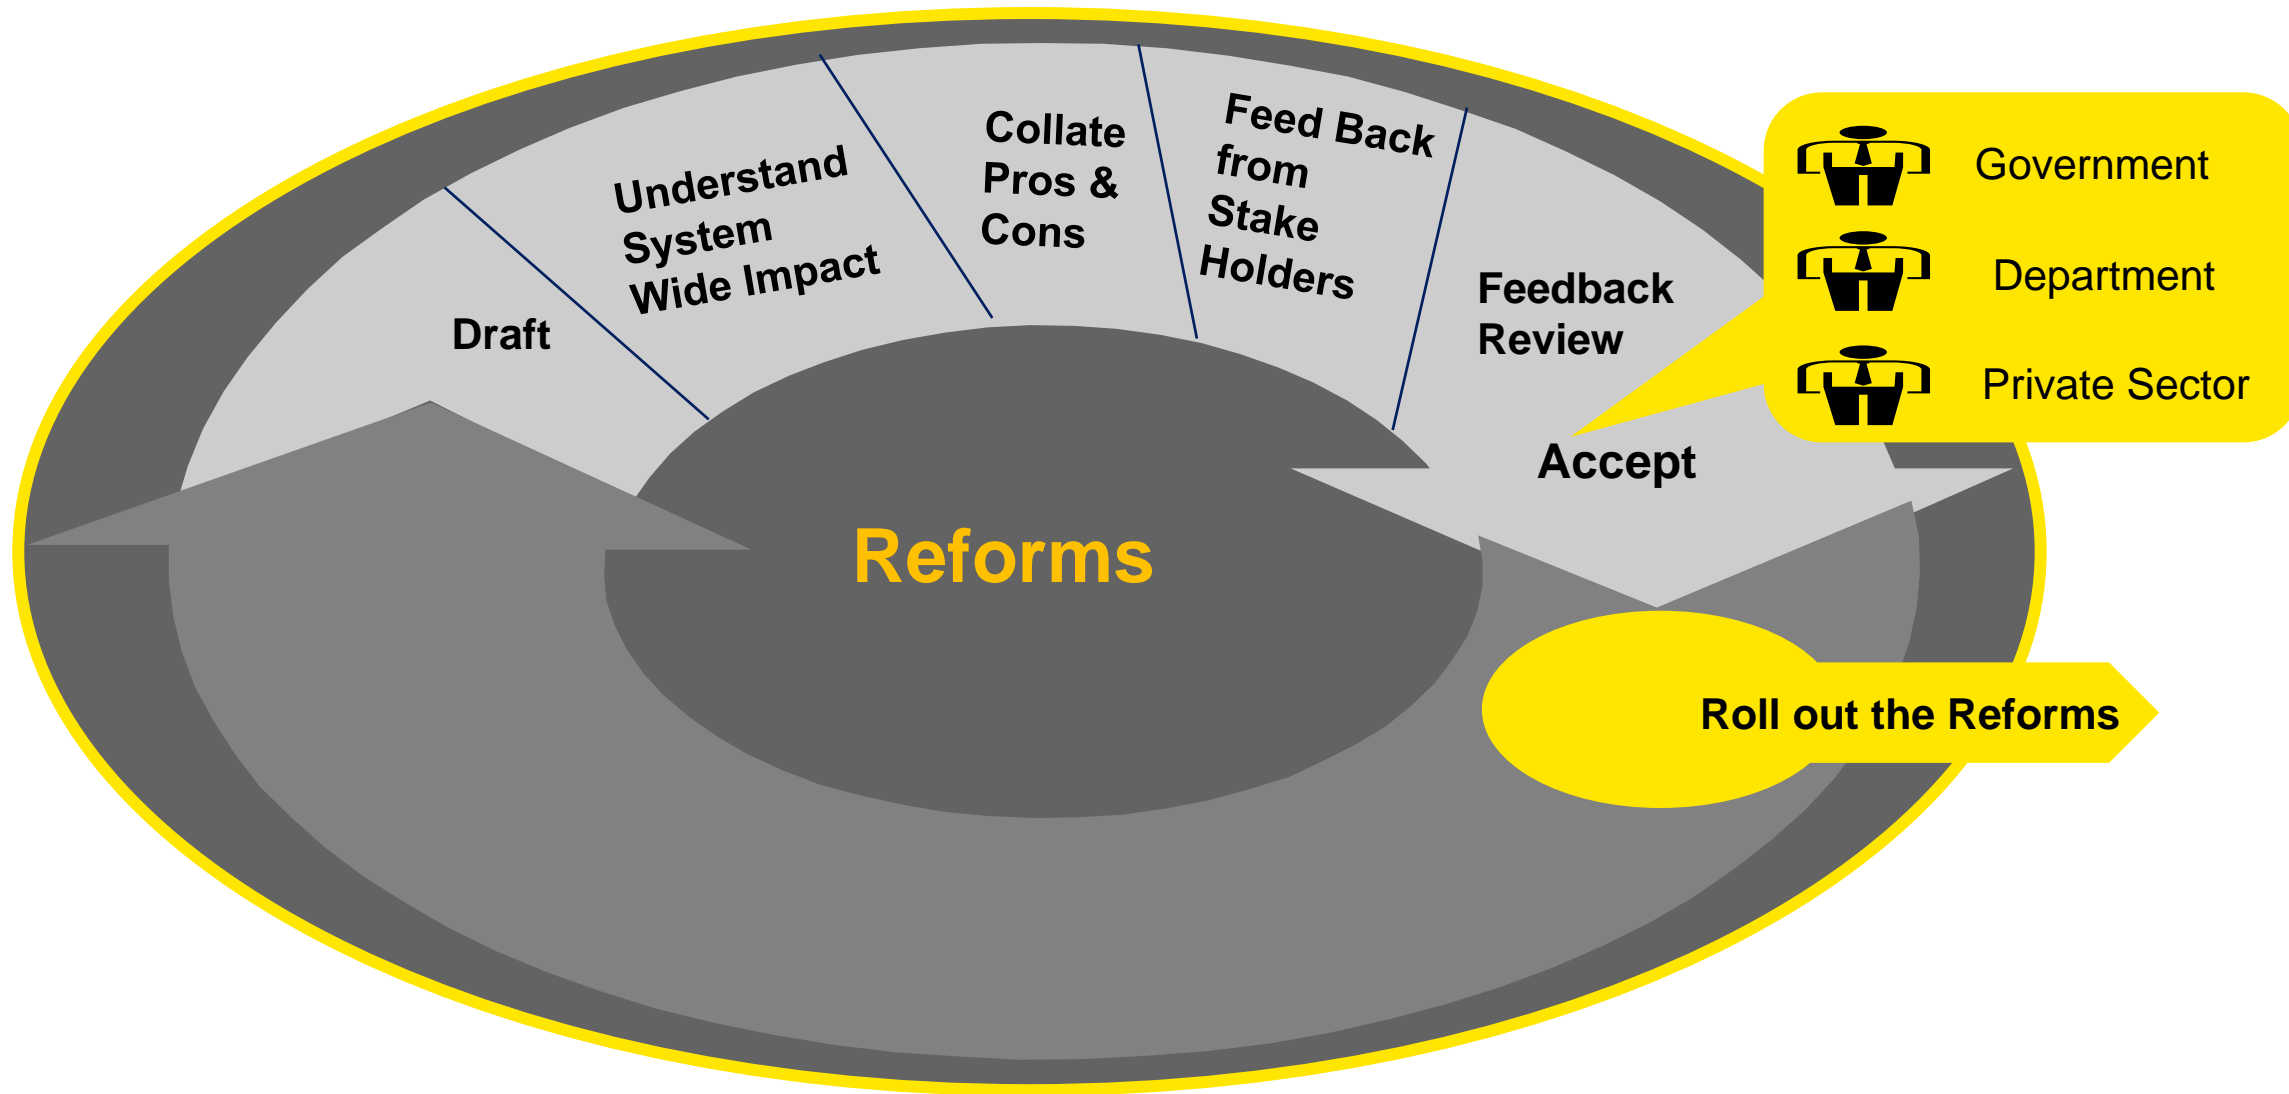 Draft
Understand
System
Wide Impact
Collate
Pros &
Cons
Feed Back
from
Stake
Holders
Feedback
Review
Accept
Government
Department
Private Sector
Reforms
Roll out the Reforms